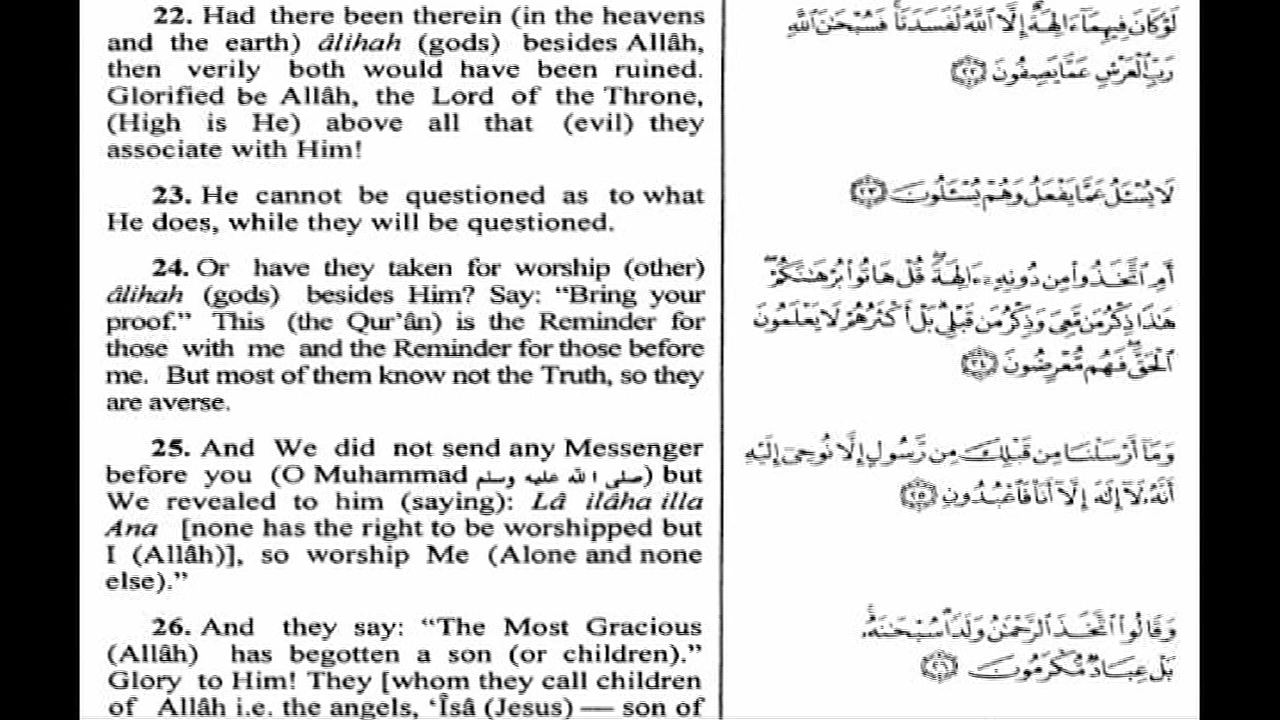 22. Had there been therein (in the heavens
and the earth) âlihah (gods) besides Allâh,
then verily both would have been ruined.
Glorified be Allâh, the Lord of the Throne,
(High is He) above all that (evil) they
associate with Him!
23. He cannot be questioned as to what
He does, while they will be questioned.
24. Or have they taken for worship (other)
âlihah (gods) besides Him? Say: “Bring your
proof.” This (the Qur’ân) is the Reminder for
those with me and the Reminder for those before
me. But most of them know not the Truth, so they
are averse.
25. And We did not send any Messenger
before you (O Muhammad صلى الله عليه وسلم) but
We revealed to him (saying): Lâ ilâha illa
Ana [none has the right to be worshipped but
I (Allâh)], so worship Me (Alone and none
else).”
26. And they say: “The Most Gracious
(Allâh) has begotten a son (or children).”
Glory to Him! They [whom they call children
of Allâh i.e. the angels, ‘Îsâ (Jesus) — son of
لَوْ كَانَ فِيهِمَآ ءَالِهَةٌ إِلَّا ٱللَّهُ لَفَسَدَتَا ۚ فَسُبْحَٰنَ ٱللَّهِ
رَبِّ ٱلْعَرْشِ عَمَّا يَصِفُونَ ٢٢
لَا يُسْـَٔلُ عَمَّا يَفْعَلُ وَهُمْ يُسْـَٔلُونَ ٢٣
أَمِ ٱتَّخَذُوا۟ مِن دُونِهِۦٓ ءَالِهَةً ۖ قُلْ هَاتُوا۟ بُرْهَٰنَكُمْ ۖ
هَٰذَا ذِكْرُ مَن مَّعِىَ وَذِكْرُ مَن قَبْلِى ۗ بَلْ أَكْثَرُهُمْ لَا يَعْلَمُونَ
ٱلْحَقَّ ۖ فَهُم مُّعْرِضُونَ ٢٤
وَمَآ أَرْسَلْنَا مِن قَبْلِكَ مِن رَّسُولٍ إِلَّا نُوحِىٓ إِلَيْهِ
أَنَّهُۥ لَآ إِلَٰهَ إِلَّآ أَنَا۠ فَٱعْبُدُونِ ٢٥
وَقَالُوا۟ ٱتَّخَذَ ٱلرَّحْمَٰنُ وَلَدًا ۗ سُبْحَٰنَهُۥ ۚ
بَلْ عِبَادٌ مُّكْرَمُونَ ٢٦